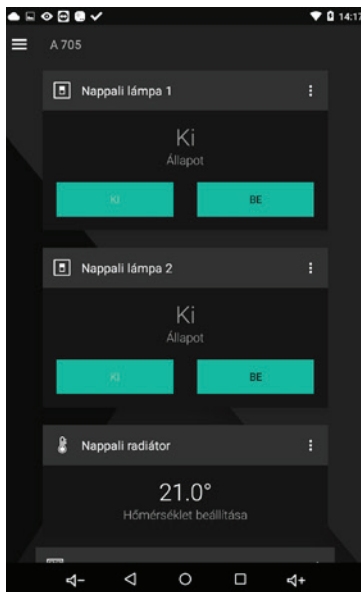 14:17
A 705
Nappali lámpa 1
Ki
Állapot
KI BE
Nappali lámpa 2
Ki
Állapot
KI BE
Nappali radiátor
21.0°
Hőmérséklet beállítása